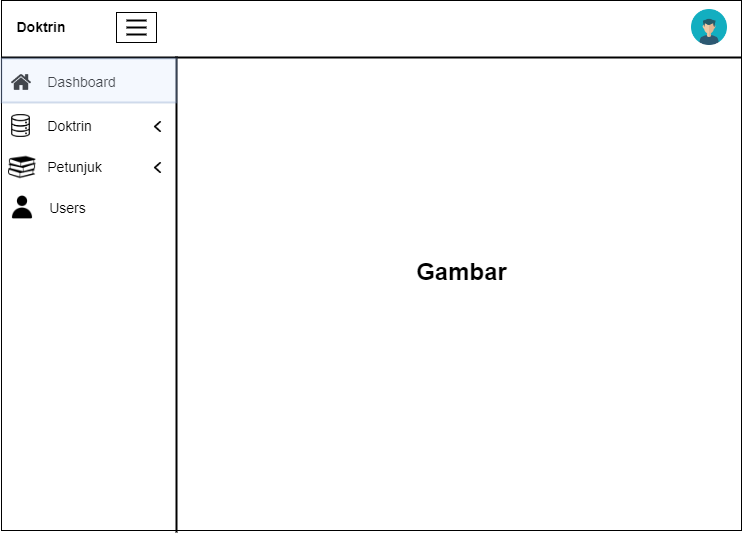 Doktrin
Dashboard
Doktrin
Petunjuk
Users
Gambar